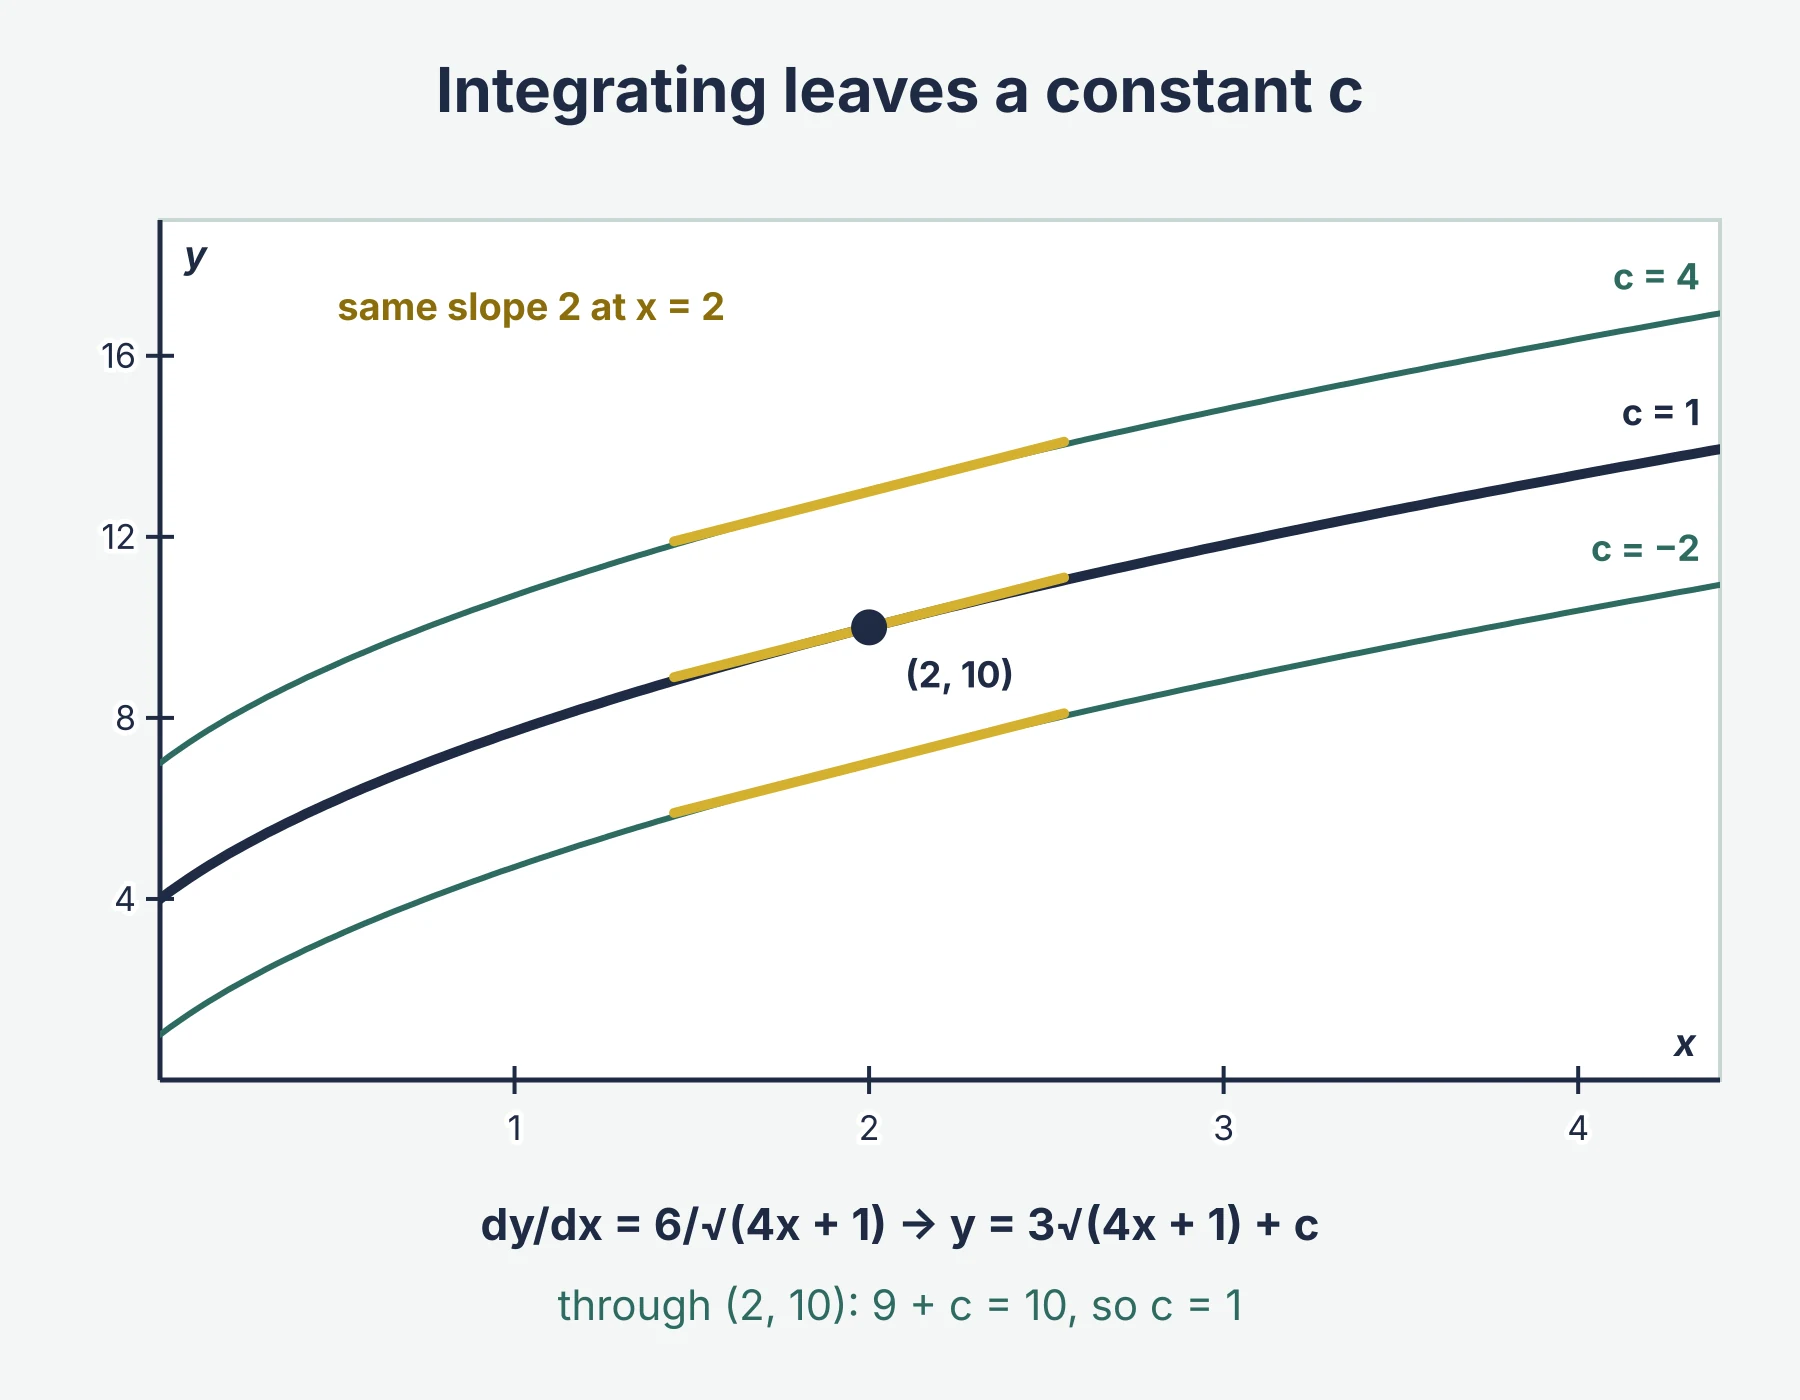 Integrating leaves a constant c
y
same slope 2 at x = 2
c = 4
16
c = 1
12
c = −2
(2, 10)
8
4
x
1 2 3 4
dy/dx = 6/√(4x + 1) → y = 3√(4x + 1) + c
through (2, 10): 9 + c = 10, so c = 1